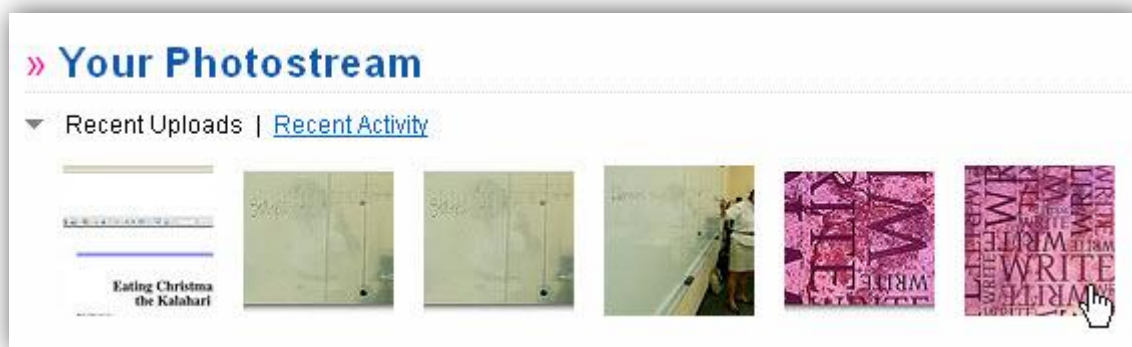 » Your Photostream
Recent Uploads | Recent Activity
Eating Christma
the Kalahari
WRITE
WRITE
WRITE